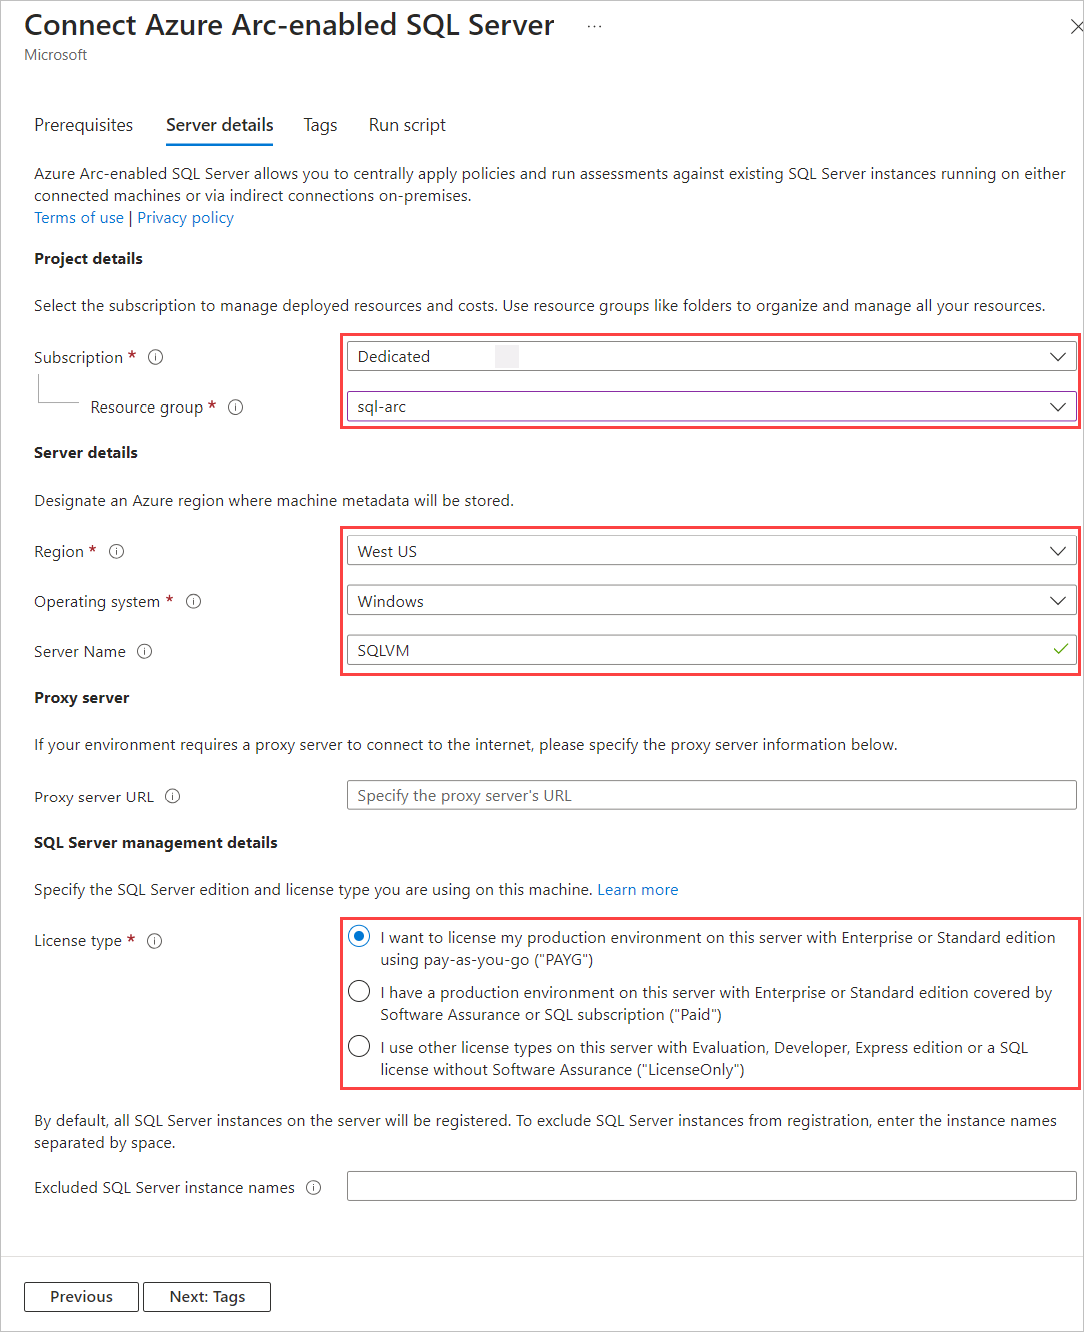 Connect Azure Arc-enabled SQL Server ...
Microsoft
Prerequisites Server details Tags Run script
Azure Arc-enabled SQL Server allows you to centrally apply policies and run assessments against existing SQL Server instances running on either
connected machines or via indirect connections on-premises.
Terms of use | Privacy policy
Project details
Select the subscription to manage deployed resources and costs. Use resource groups like folders to organize and manage all your resources.
Subscription * Dedicated
Resource group * sql-arc
Server details
Designate an Azure region where machine metadata will be stored.
Region * West US
Operating system * Windows
Server Name SQLVM
Proxy server
If your environment requires a proxy server to connect to the internet, please specify the proxy server information below.
Proxy server URL Specify the proxy server's URL
SQL Server management details
Specify the SQL Server edition and license type you are using on this machine. Learn more
License type * I want to license my production environment on this server with Enterprise or Standard edition
using pay-as-you-go ("PAYG")
I have a production environment on this server with Enterprise or Standard edition covered by
Software Assurance or SQL subscription ("Paid")
I use other license types on this server with Evaluation, Developer, Express edition or a SQL
license without Software Assurance ("LicenseOnly")
By default, all SQL Server instances on the server will be registered. To exclude SQL Server instances from registration, enter the instance names
separated by space.
Excluded SQL Server instance names
Previous Next: Tags